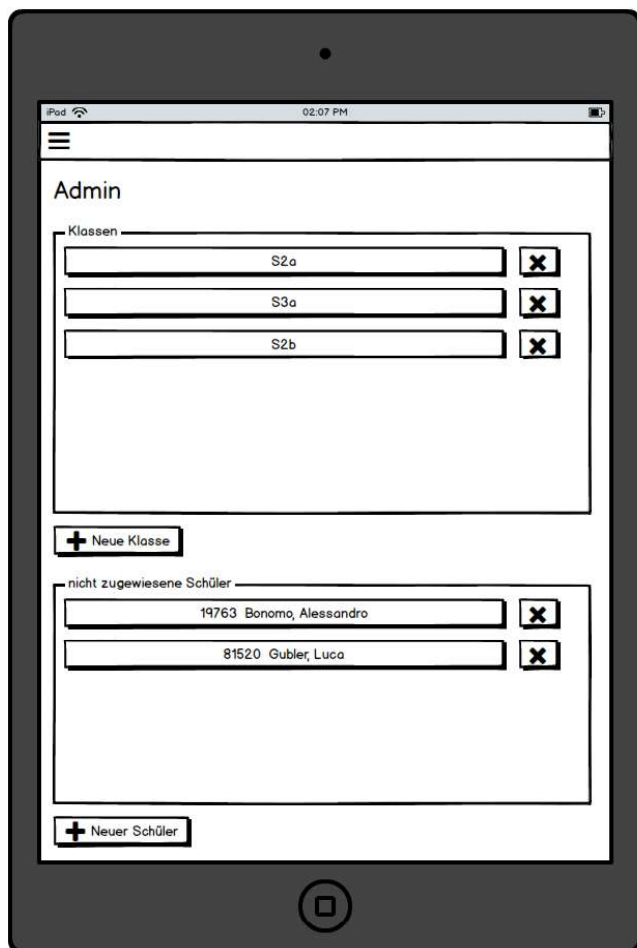 iPad 02:07 PM
Admin
Klassen
S2a
S3a
S2b
Neue Klasse
nicht zugewiesene Schüler
19763 Bonomo, Alessandro
81520 Gubler, Luca
Neuer Schüler